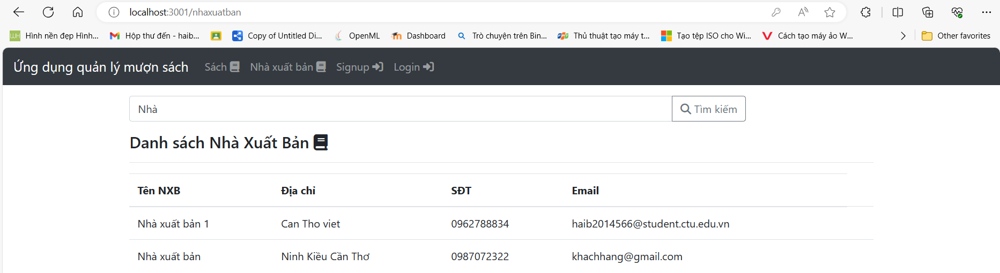 localhost:3001/nhaxuatban
Hình nền đẹp Hình... Hộp thư đến - haib... Copy of Untitled Di... OpenML Dashboard Trò chuyện trên Bin... Thủ thuật tạo máy t... Tạo tệp ISO cho Wi... Cách tạo máy ảo W... Other favorites
Ứng dụng quản lý mượn sách Sách Nhà xuất bản Signup Login
Nhà Tìm kiếm
Danh sách Nhà Xuất Bản
Tên NXB Địa chỉ SĐT Email
Nhà xuất bản 1 Can Tho viet 0962788834 haib2014566@student.ctu.edu.vn
Nhà xuất bản Ninh Kiều Cần Thơ 0987072322 khachhang@gmail.com